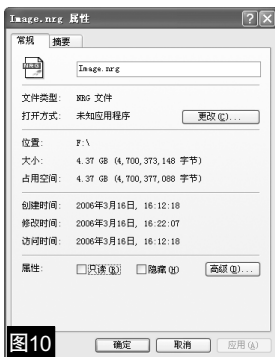 Image.nrg 属性
常规 摘要
Image.nrg
文件类型: NRG 文件
打开方式: 未知应用程序 更改(C)...
位置: F:\
大小: 4.37 GB (4,700,373,148 字节)
占用空间: 4.37 GB (4,700,377,088 字节)
创建时间: 2006年3月16日, 16:12:18
修改时间: 2006年3月16日, 16:22:07
访问时间: 2006年3月16日, 16:12:18
属性: 只读(R) 隐藏(H) 高级(D)...
图10
确定 取消 应用(A)